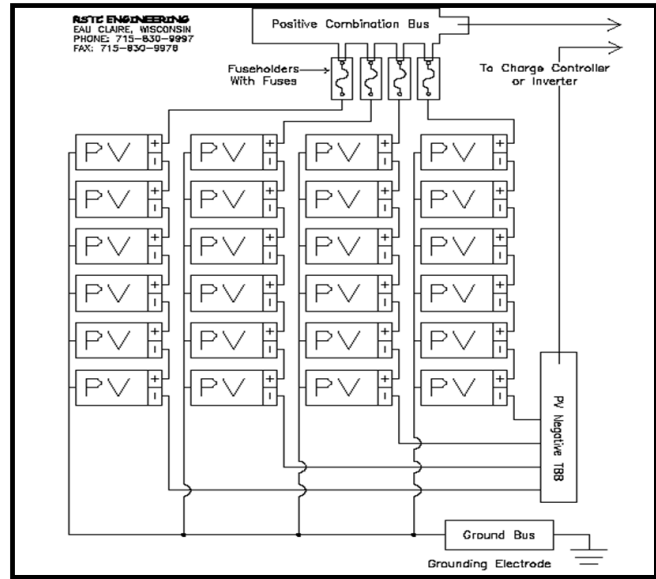 RSTC ENGINEERING
EAU CLAIRE, WISCONSIN
PHONE: 715-830-9997
FAX: 715-830-9978
Positive Combination Bus
Fuseholders
With Fuses
To Charge Controller
or Inverter
PV + - PV + - PV + - PV + -
PV + - PV + - PV + - PV + -
PV + - PV + - PV + - PV + -
PV + - PV + - PV + - PV + -
PV + - PV + - PV + - PV + -
PV + - PV + - PV + - PV + -
PV Negative TBB
Ground Bus
Grounding Electrode